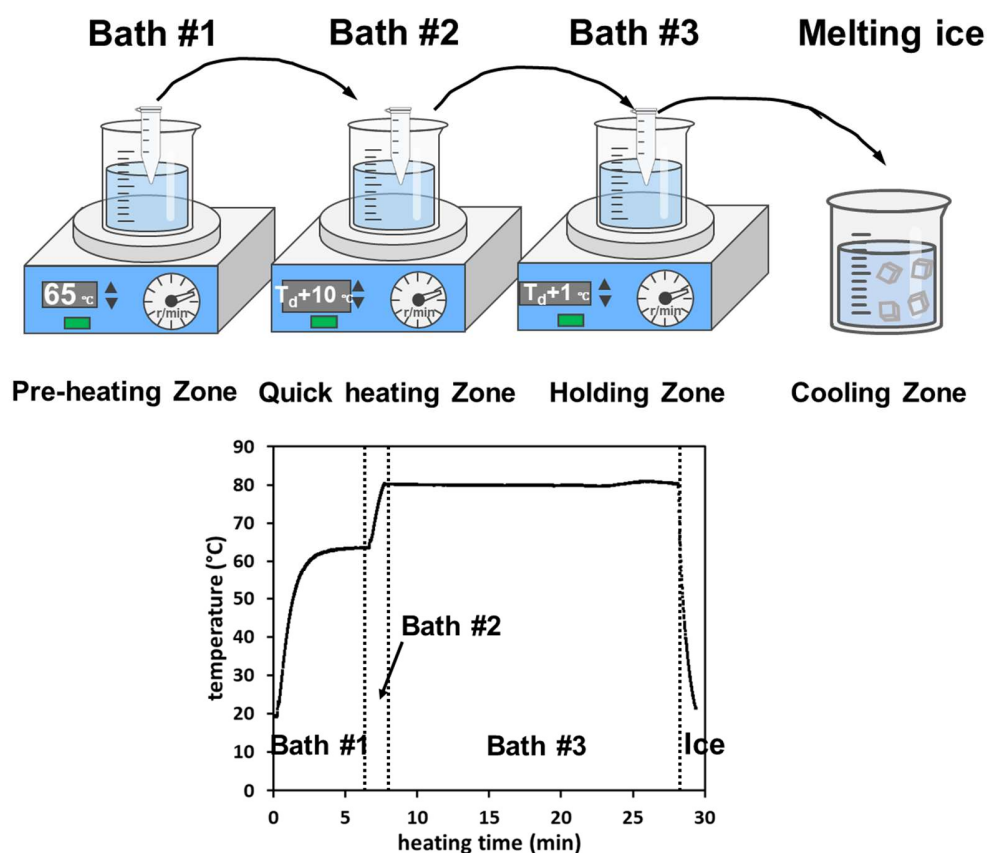 Bath #1 Bath #2 Bath #3 Melting ice
65 °C Td+10 °C Td+1 °C
r/min r/min r/min
Pre-heating Zone Quick heating Zone Holding Zone Cooling Zone
90
80
70
60
50
40
30
20
10
0
temperature (°C)
Bath #2
Bath #1 Bath #3 Ice
0 5 10 15 20 25 30
heating time (min)